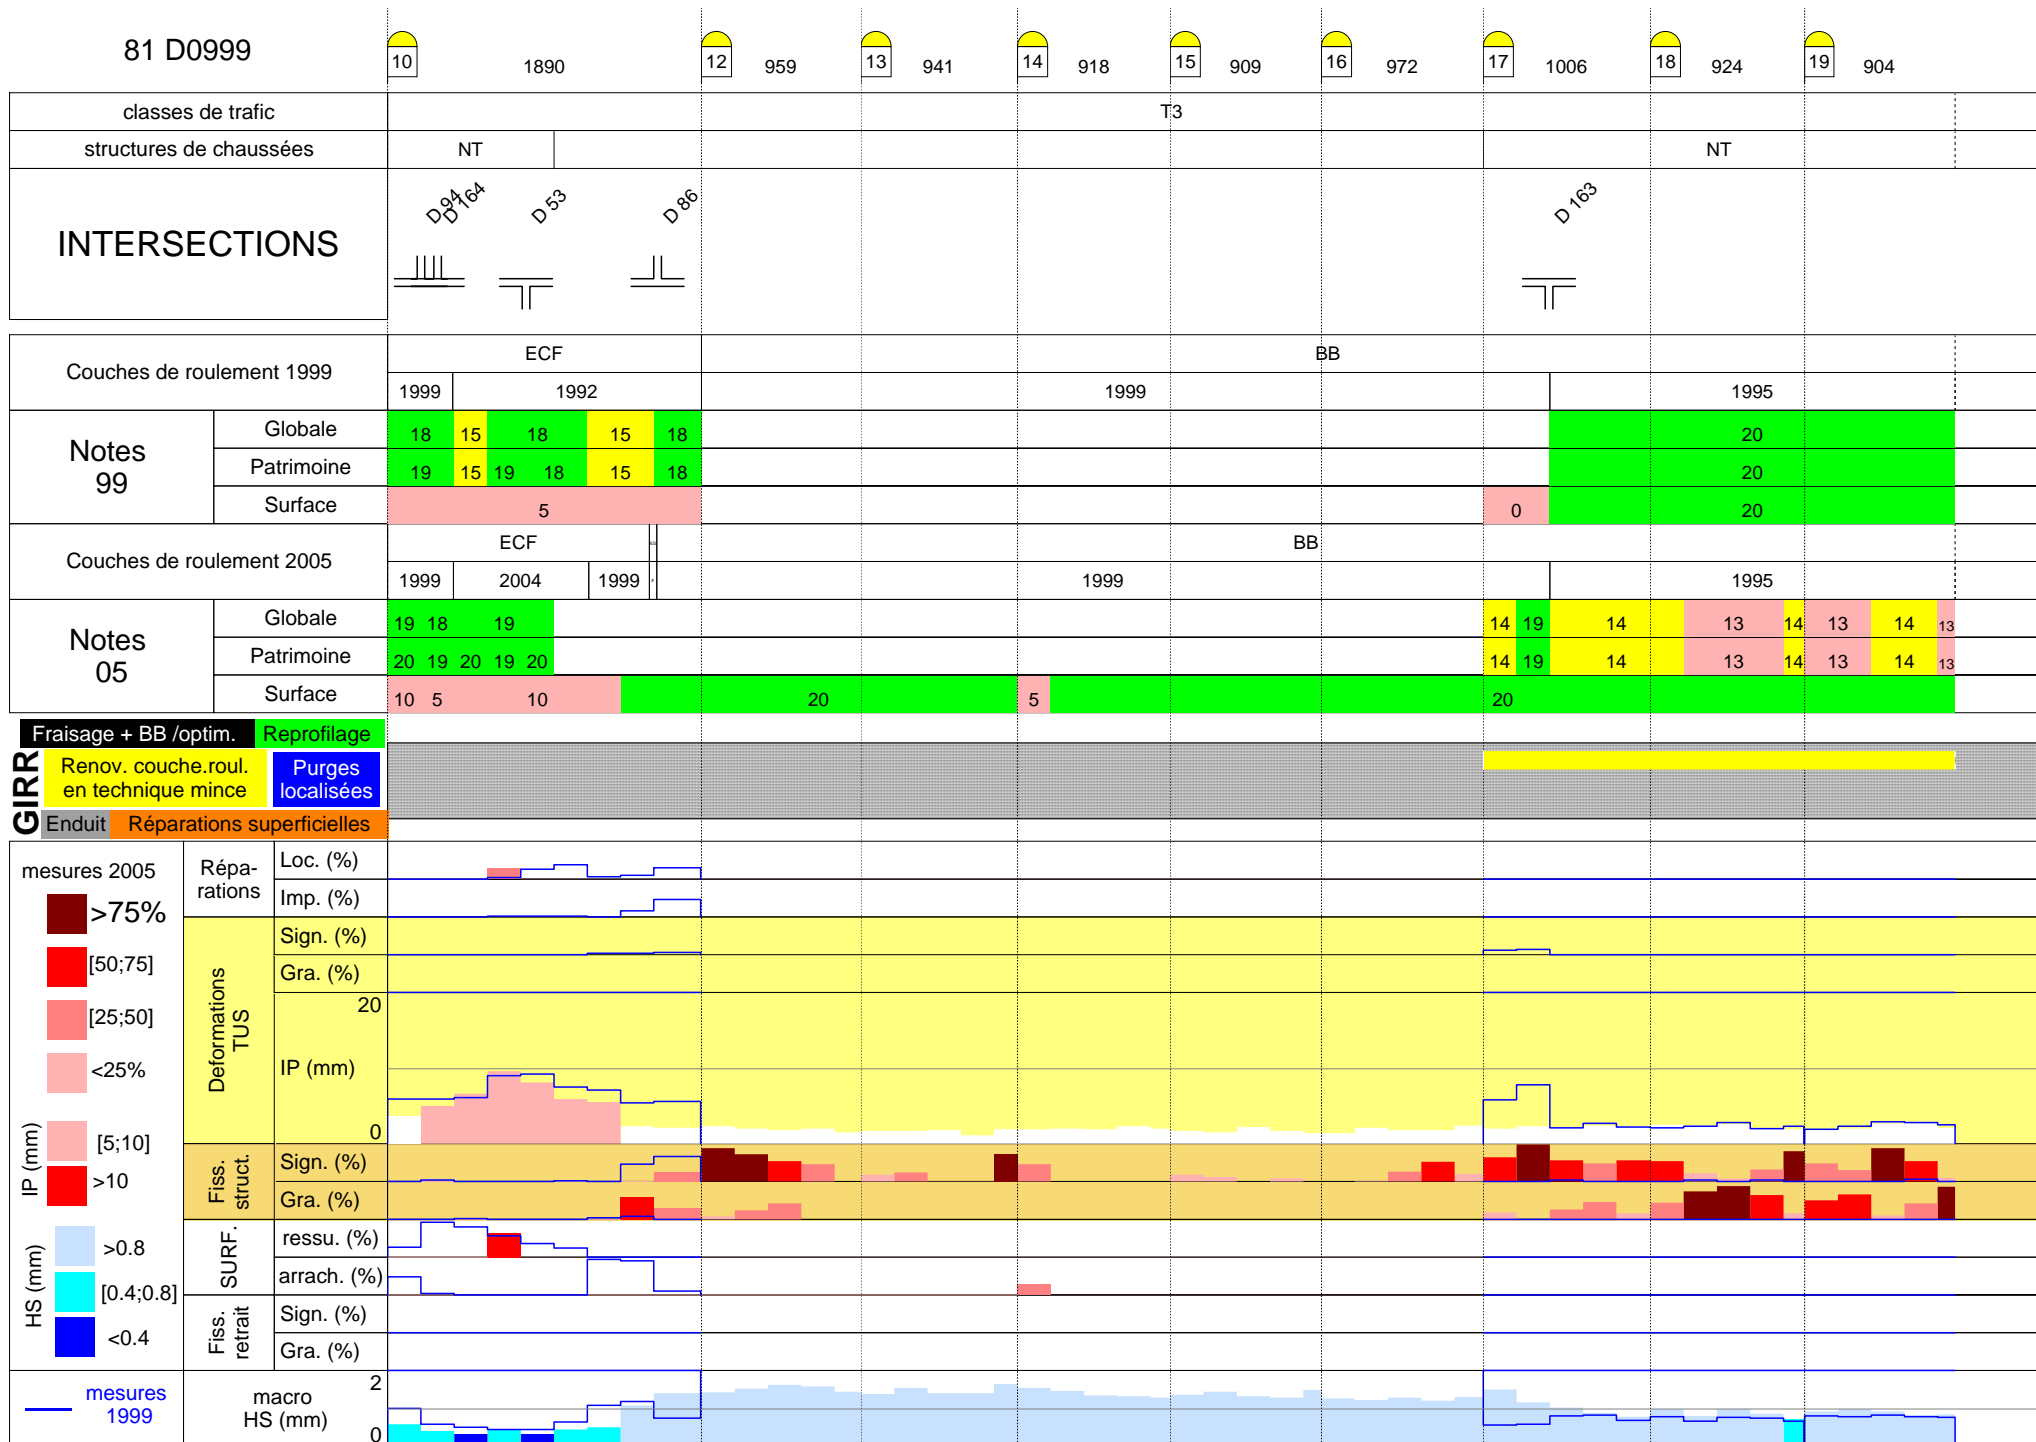 81 D0999
10 1890 12 959 13 941 14 918 15 909 16 972 17 1006 18 924 19 904
classes de trafic T3
structures de chaussées NT NT
INTERSECTIONS
D 94 D 164 D 53 D 86 D 163
Couches de roulement 1999
ECF BB
1999 1992 1999 1995
Notes 99
Globale 18 15 18 15 18 20
Patrimoine 19 15 19 18 15 18 20
Surface 5 0 20
Couches de roulement 2005
ECF BB
1999 2004 1999 1999 1995
Notes 05
Globale 19 18 19 14 19 14 13 14 13 14 13
Patrimoine 20 19 20 19 20 14 19 14 13 14 13 14 13
Surface 10 5 10 20 5 20
GIRR
Fraisage + BB /optim. Reprofilage
Renov. couche.roul. en technique mince
Purges localisées
Enduit Réparations superficielles
mesures 2005
>75%
[50;75]
[25;50]
<25%
IP (mm)
[5;10]
>10
HS (mm)
>0.8
[0.4;0.8]
<0.4
mesures 1999
Répa-
rations
Loc. (%)
Imp. (%)
Deformations TUS
Sign. (%)
Gra. (%)
20
IP (mm)
0
Fiss. struct.
Sign. (%)
Gra. (%)
SURF.
ressu. (%)
arrach. (%)
Fiss. retrait
Sign. (%)
Gra. (%)
macro HS (mm)
2
0